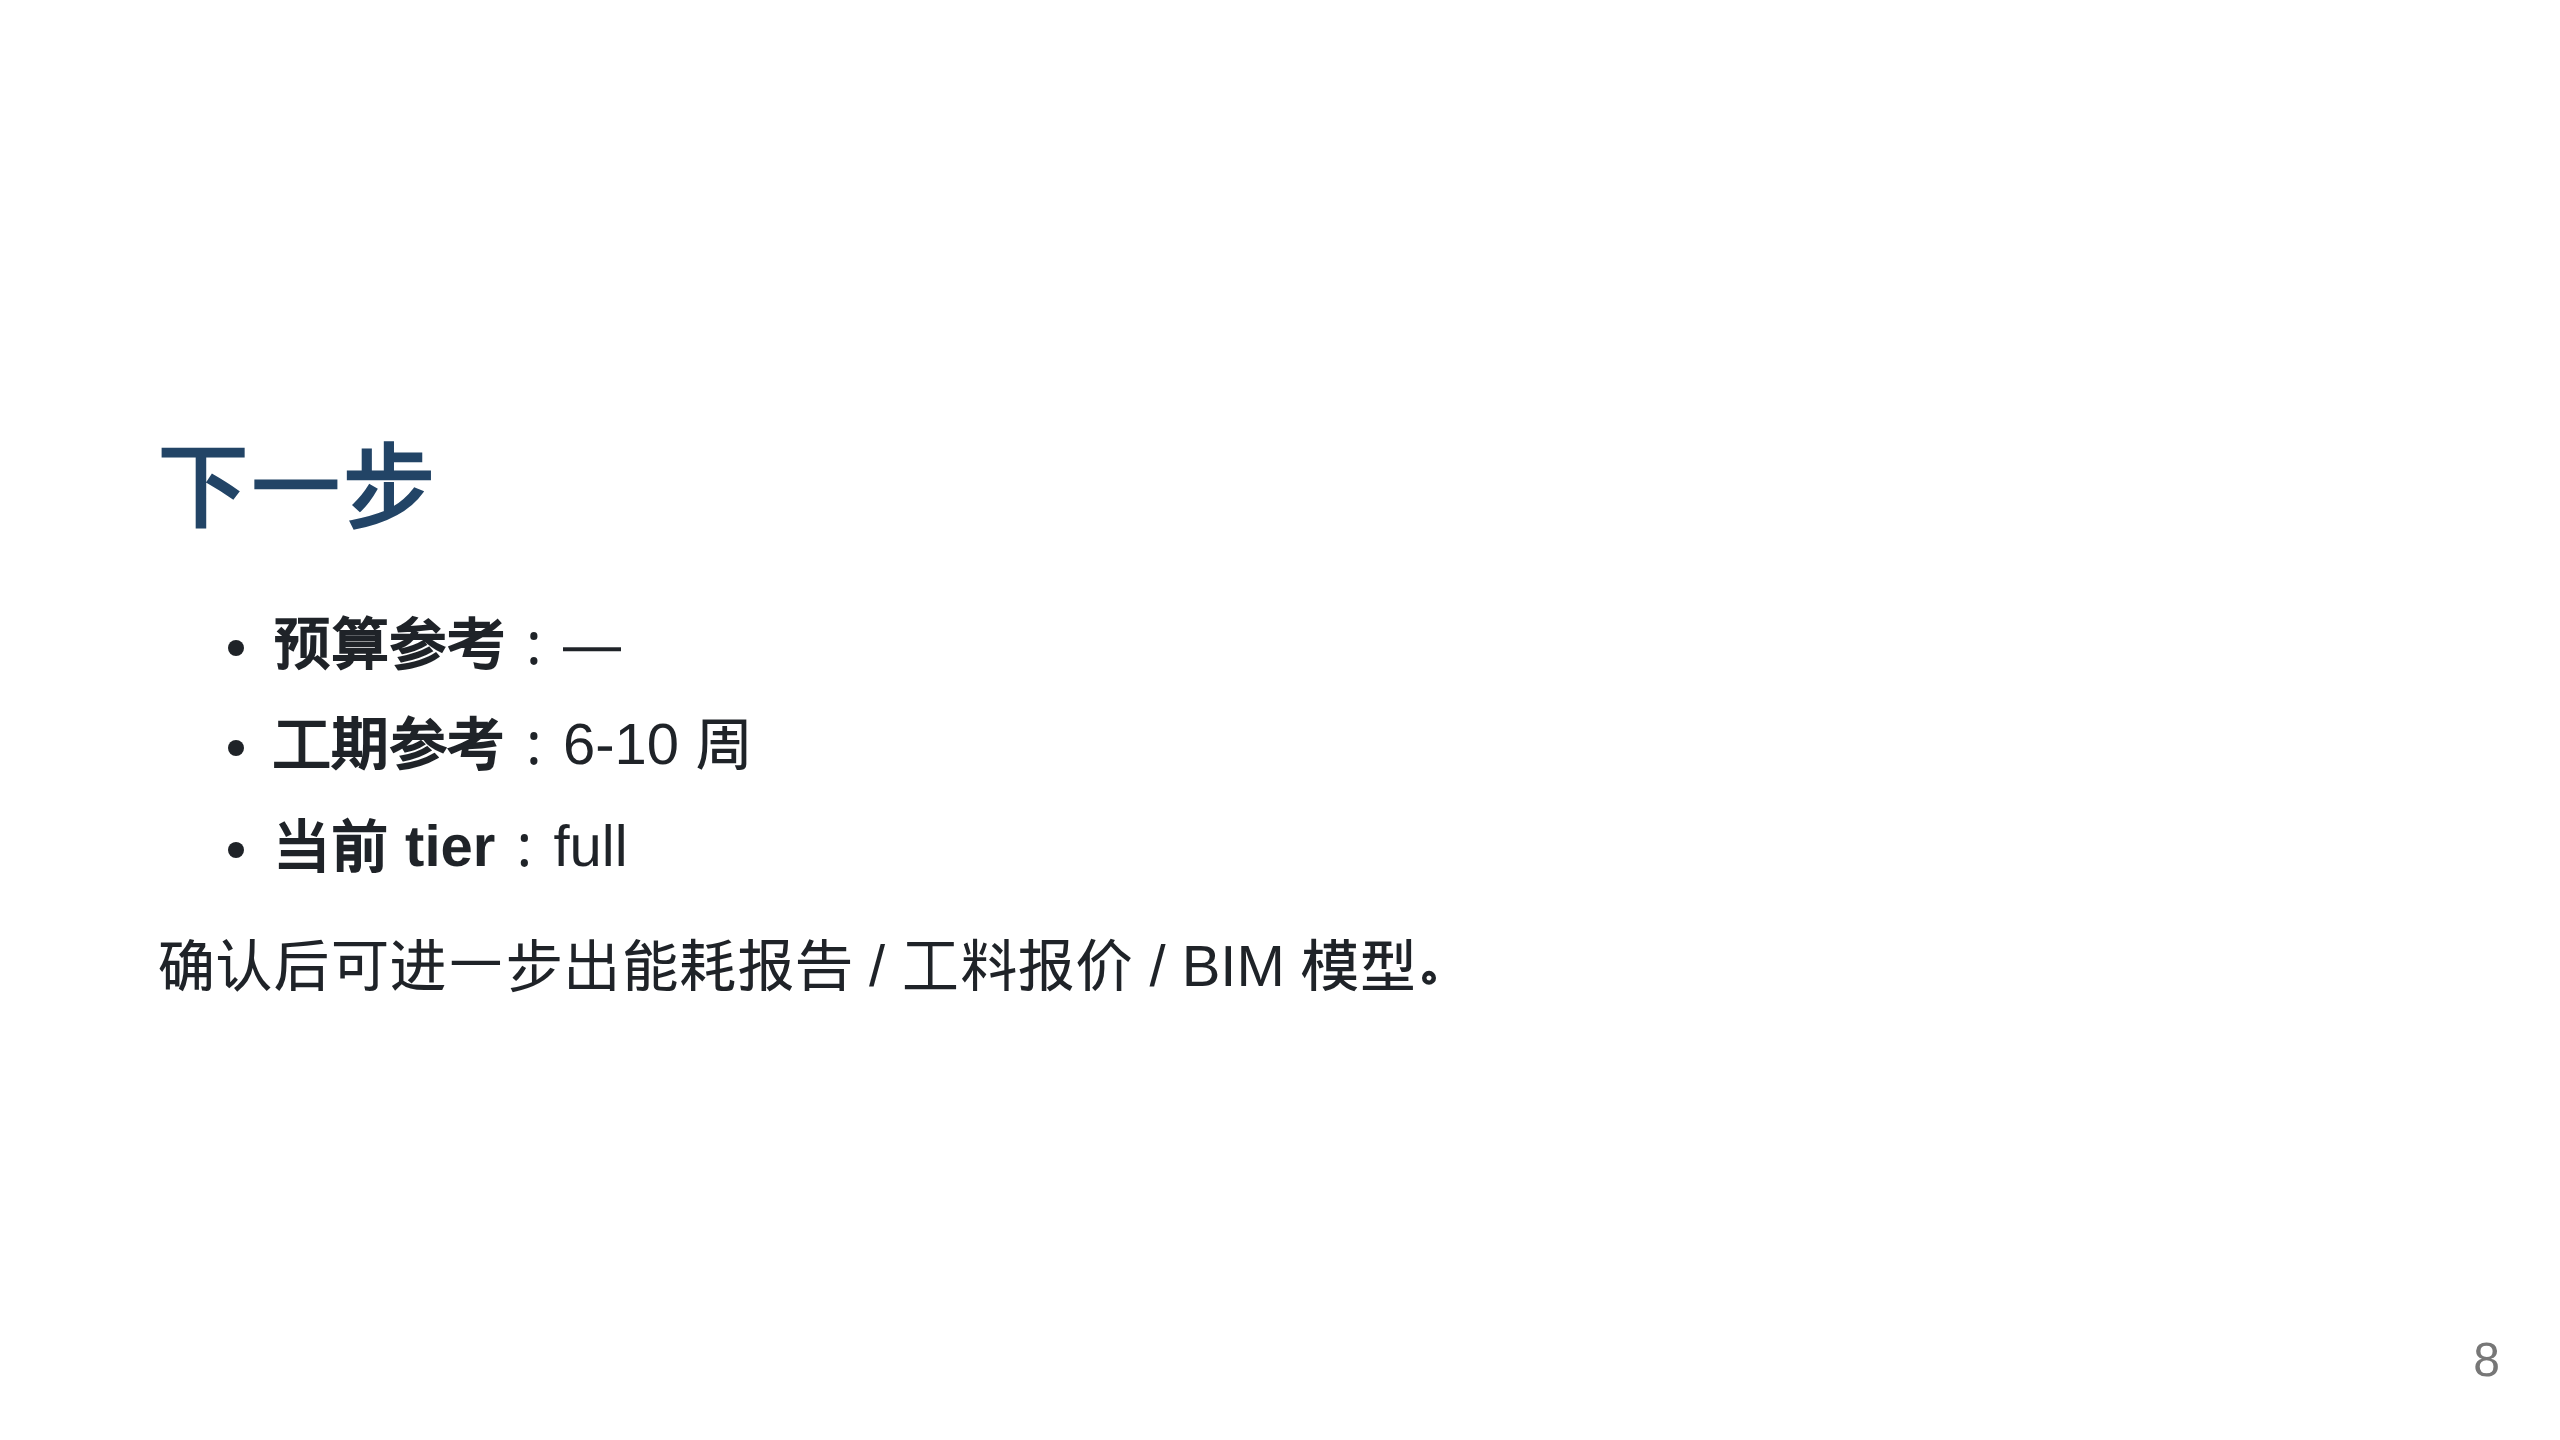 下一步
• 预算参考：—
• 工期参考：6-10 周
• 当前 tier：full
确认后可进一步出能耗报告 / 工料报价 / BIM 模型。
8